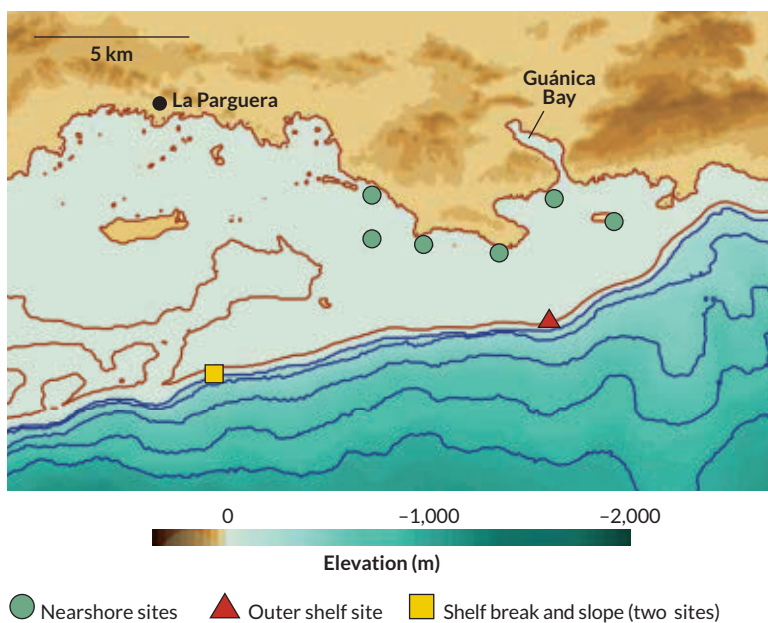 5 km
La Parguera
Guánica
Bay
0 –1,000 –2,000
Elevation (m)
Nearshore sites Outer shelf site Shelf break and slope (two sites)